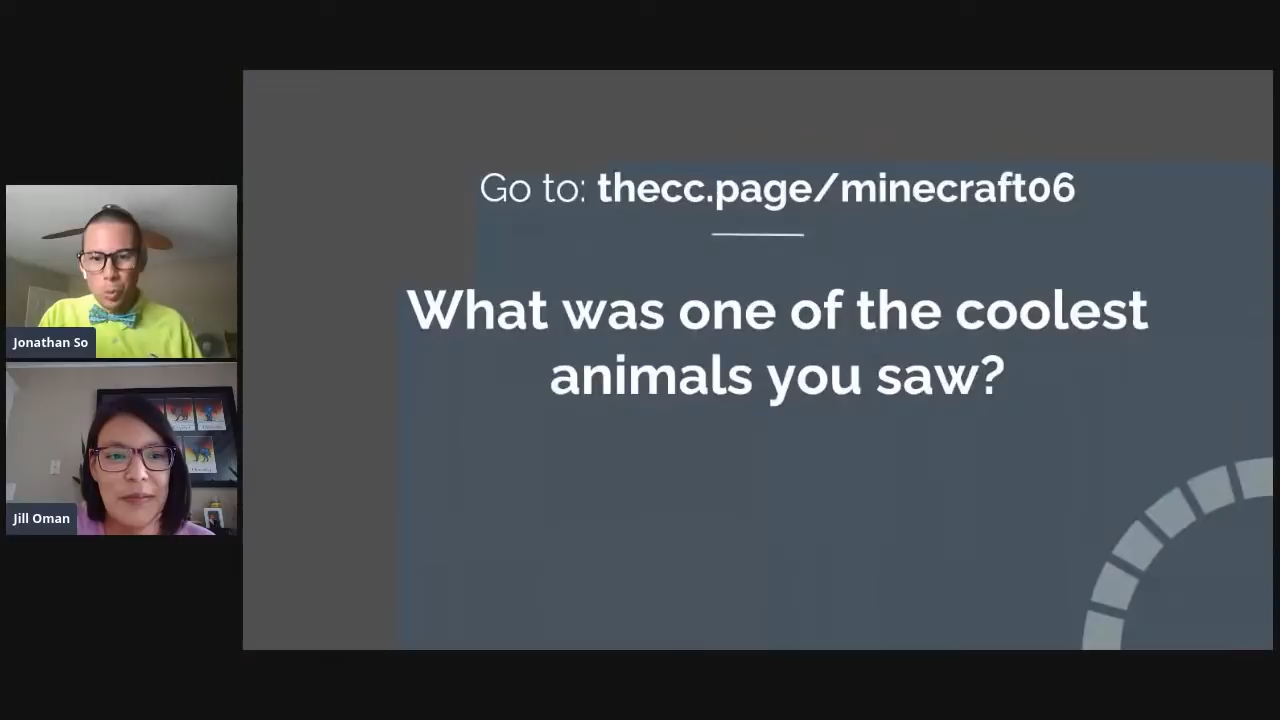 Go to: thecc.page/minecraft06
What was one of the coolest
animals you saw?
Jonathan So
Jill Oman